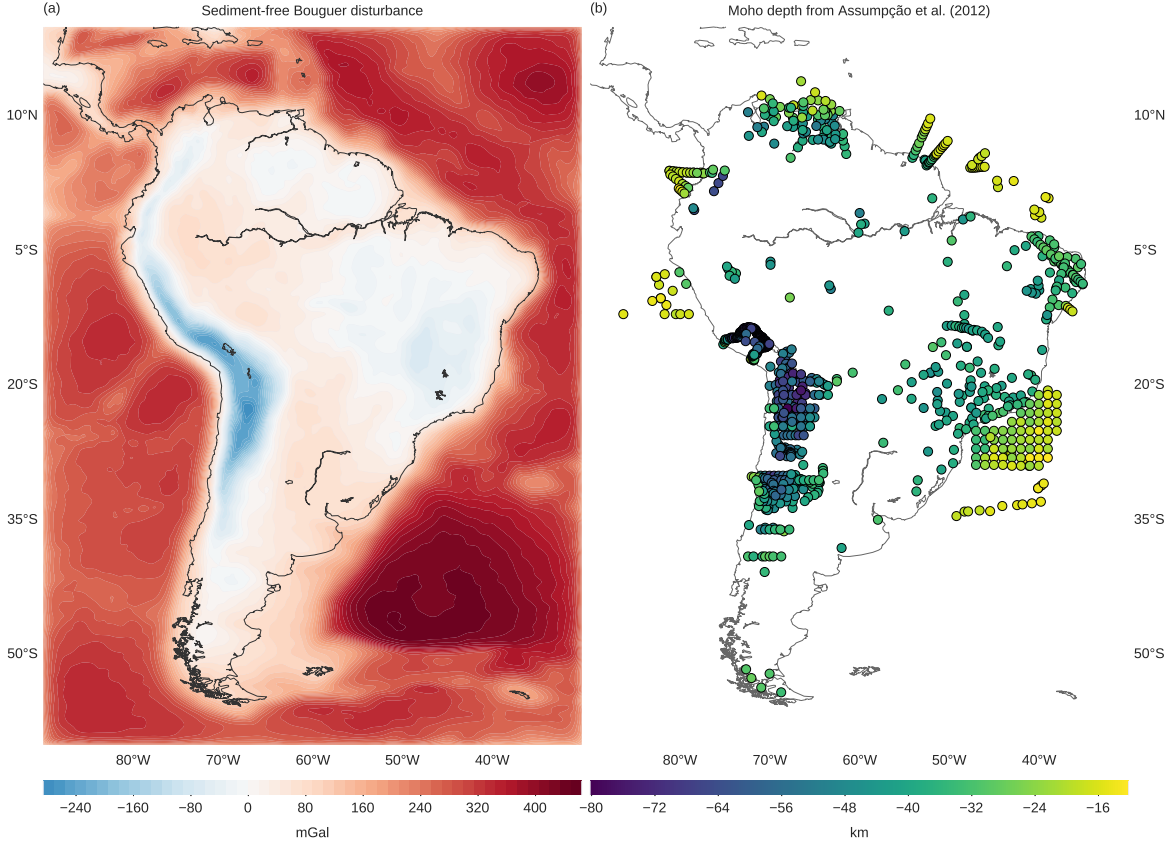 (a) Sediment-free Bouguer disturbance
(b) Moho depth from Assumpção et al. (2012)
10°N 10°N
5°S 5°S
20°S 20°S
35°S 35°S
50°S 50°S
80°W 70°W 60°W 50°W 40°W
80°W 70°W 60°W 50°W 40°W
−240 −160 −80 0 80 160 240 320 400
mGal
−80 −72 −64 −56 −48 −40 −32 −24 −16
km